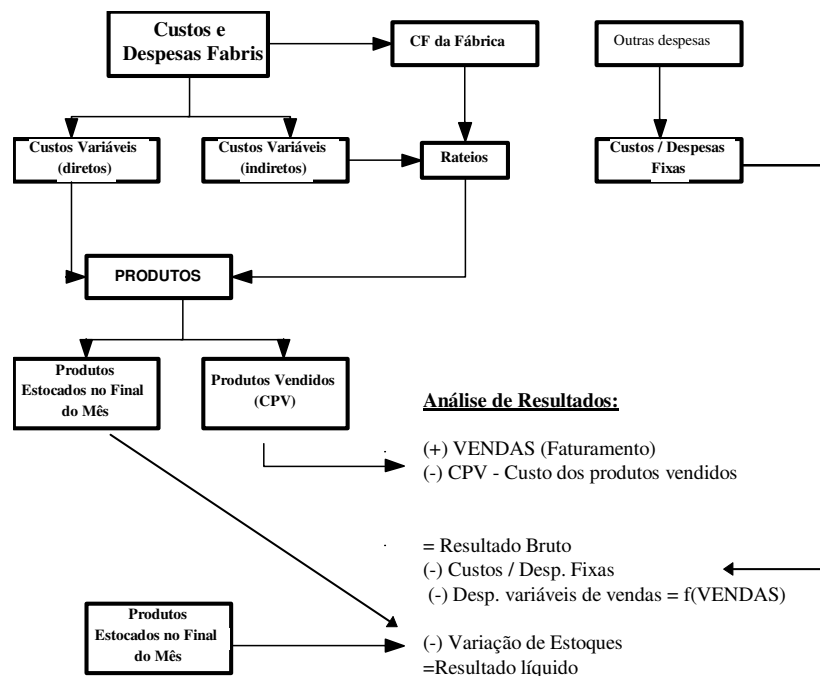 Custos e
Despesas Fabris
CF da Fábrica
Outras despesas
Custos Variáveis
(diretos)
Custos Variáveis
(indiretos)
Rateios
Custos / Despesas
Fixas
PRODUTOS
Produtos
Estocados no Final
do Mês
Produtos Vendidos
(CPV)
Análise de Resultados:
(+) VENDAS (Faturamento)
(-) CPV - Custo dos produtos vendidos
= Resultado Bruto
(-) Custos / Desp. Fixas
(-) Desp. variáveis de vendas = f(VENDAS)
Produtos
Estocados no Final
do Mês
(-) Variação de Estoques
=Resultado líquido